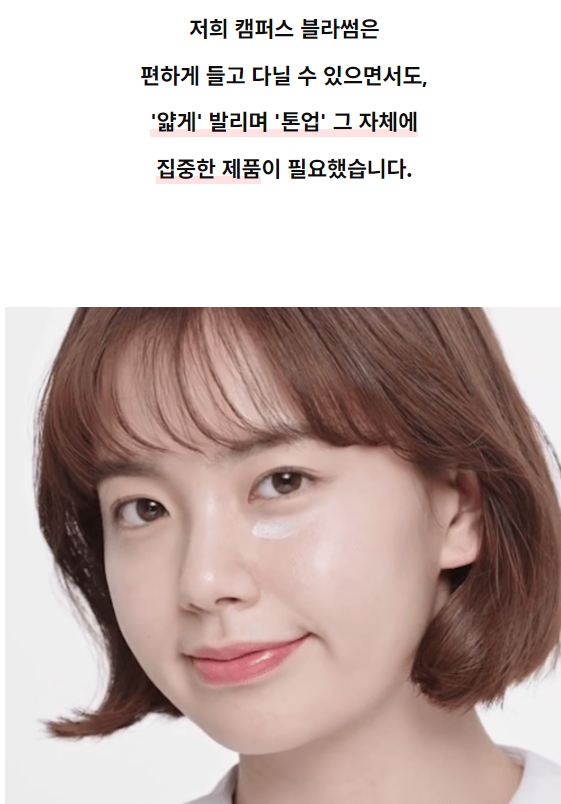 저희 캠퍼스 블라썸은
편하게 들고 다닐 수 있으면서도,
'얇게' 발리며 '톤업' 그 자체에
집중한 제품이 필요했습니다.